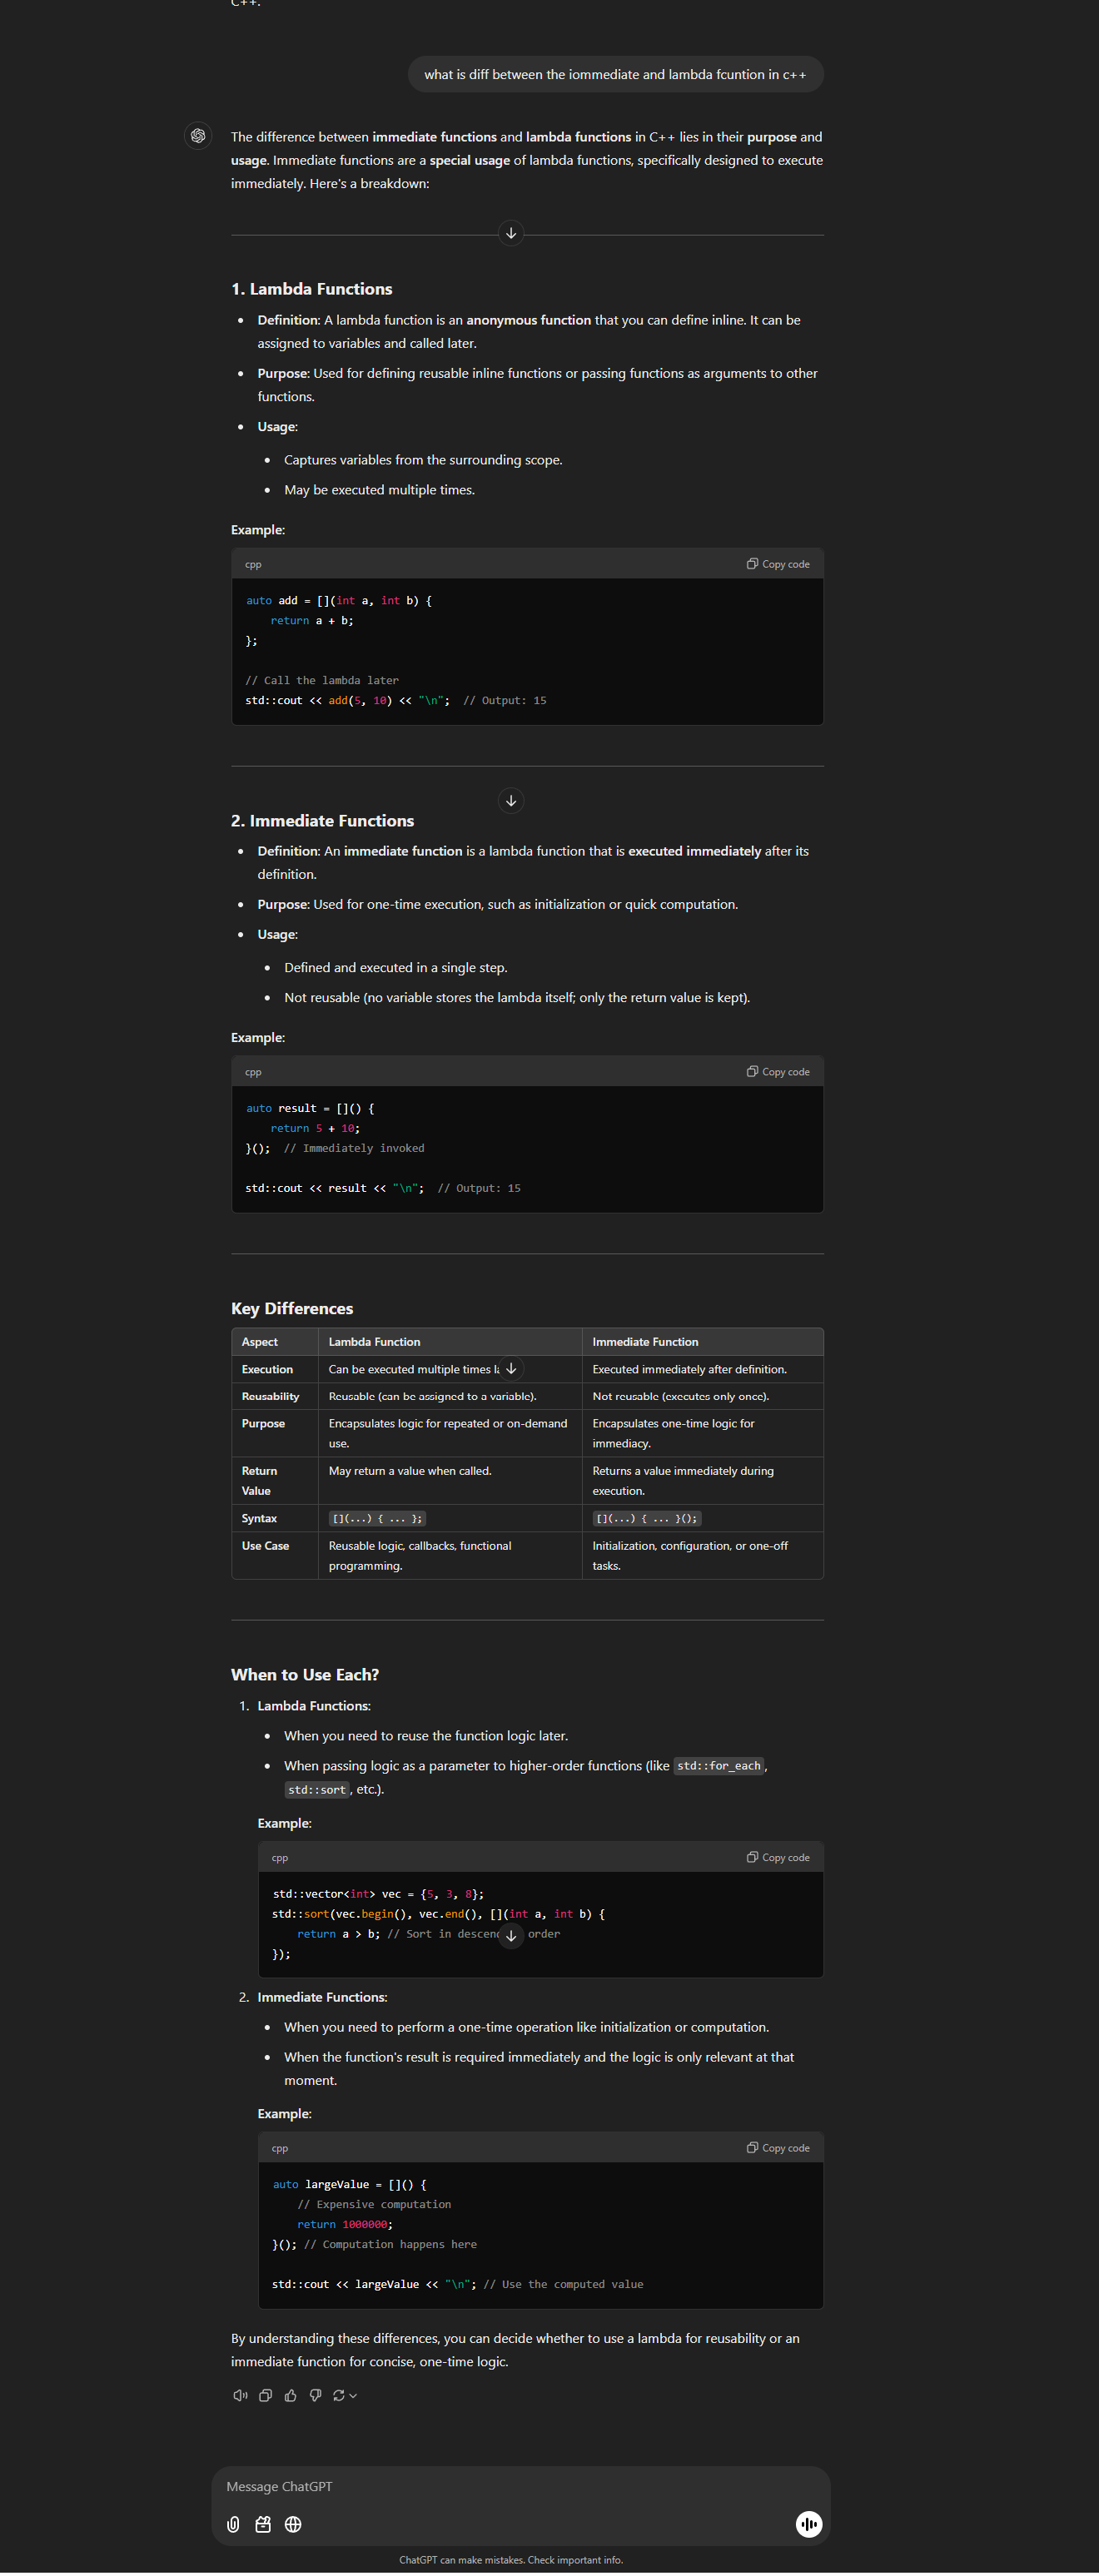 C++.
what is diff between the iommediate and lambda fcuntion in c++
The difference between immediate functions and lambda functions in C++ lies in their purpose and
usage. Immediate functions are a special usage of lambda functions, specifically designed to execute
immediately. Here's a breakdown:
1. Lambda Functions
• Definition: A lambda function is an anonymous function that you can define inline. It can be
assigned to variables and called later.
• Purpose: Used for defining reusable inline functions or passing functions as arguments to other
functions.
• Usage:
• Captures variables from the surrounding scope.
• May be executed multiple times.
Example:
cpp
Copy code
auto add = [](int a, int b) {
    return a + b;
};
// Call the lambda later
std::cout << add(5, 10) << "\n";  // Output: 15
2. Immediate Functions
• Definition: An immediate function is a lambda function that is executed immediately after its
definition.
• Purpose: Used for one-time execution, such as initialization or quick computation.
• Usage:
• Defined and executed in a single step.
• Not reusable (no variable stores the lambda itself; only the return value is kept).
Example:
cpp
Copy code
auto result = []() {
    return 5 + 10;
}();  // Immediately invoked
std::cout << result << "\n";  // Output: 15
Key Differences
Aspect Lambda Function Immediate Function
Execution Can be executed multiple times Executed immediately after definition.
Reusability Reusable (can be assigned to a variable). Not reusable (executes only once).
Purpose Encapsulates logic for repeated or on-demand Encapsulates one-time logic for
use. immediacy.
Return May return a value when called. Returns a value immediately during
Value execution.
Syntax [](...) { ... }; [](...) { ... }();
Use Case Reusable logic, callbacks, functional Initialization, configuration, or one-off
programming. tasks.
When to Use Each?
1. Lambda Functions:
• When you need to reuse the function logic later.
• When passing logic as a parameter to higher-order functions (like std::for_each,
std::sort, etc.).
Example:
cpp
Copy code
std::vector<int> vec = {5, 3, 8};
std::sort(vec.begin(), vec.end(), [](int a, int b) {
    return a > b; // Sort in order
});
2. Immediate Functions:
• When you need to perform a one-time operation like initialization or computation.
• When the function's result is required immediately and the logic is only relevant at that
moment.
Example:
cpp
Copy code
auto largeValue = []() {
    // Expensive computation
    return 1000000;
}(); // Computation happens here
std::cout << largeValue << "\n"; // Use the computed value
By understanding these differences, you can decide whether to use a lambda for reusability or an
immediate function for concise, one-time logic.
Message ChatGPT
ChatGPT can make mistakes. Check important info.